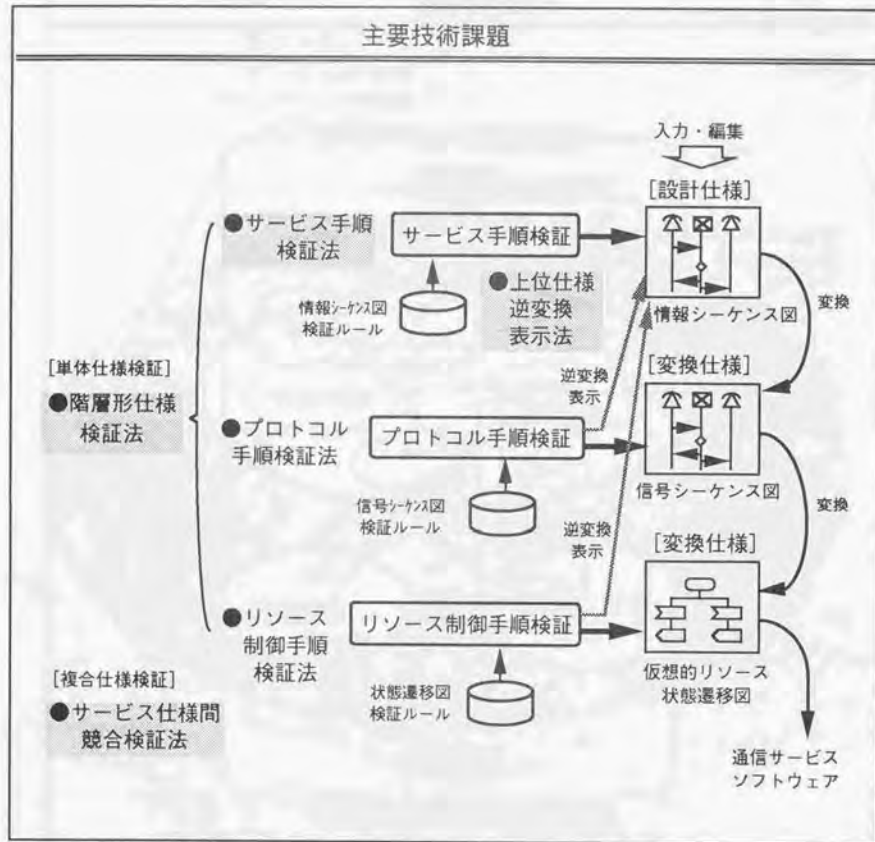 主要技術課題
入力・編集
[設計仕様]
●サービス手順
検証法
サービス手順検証
情報シーケンス図
検証ルール
●上位仕様
逆変換
表示法
情報シーケンス図
変換
[単体仕様検証]
●階層形仕様
検証法
逆変換
表示
[変換仕様]
●プロトコル
手順検証法
プロトコル手順検証
信号シーケンス図
検証ルール
信号シーケンス図
変換
逆変換
表示
[変換仕様]
●リソース
制御手順
検証法
リソース制御手順検証
状態遷移図
検証ルール
仮想的リソース
状態遷移図
[複合仕様検証]
●サービス仕様間
競合検証法
通信サービス
ソフトウェア